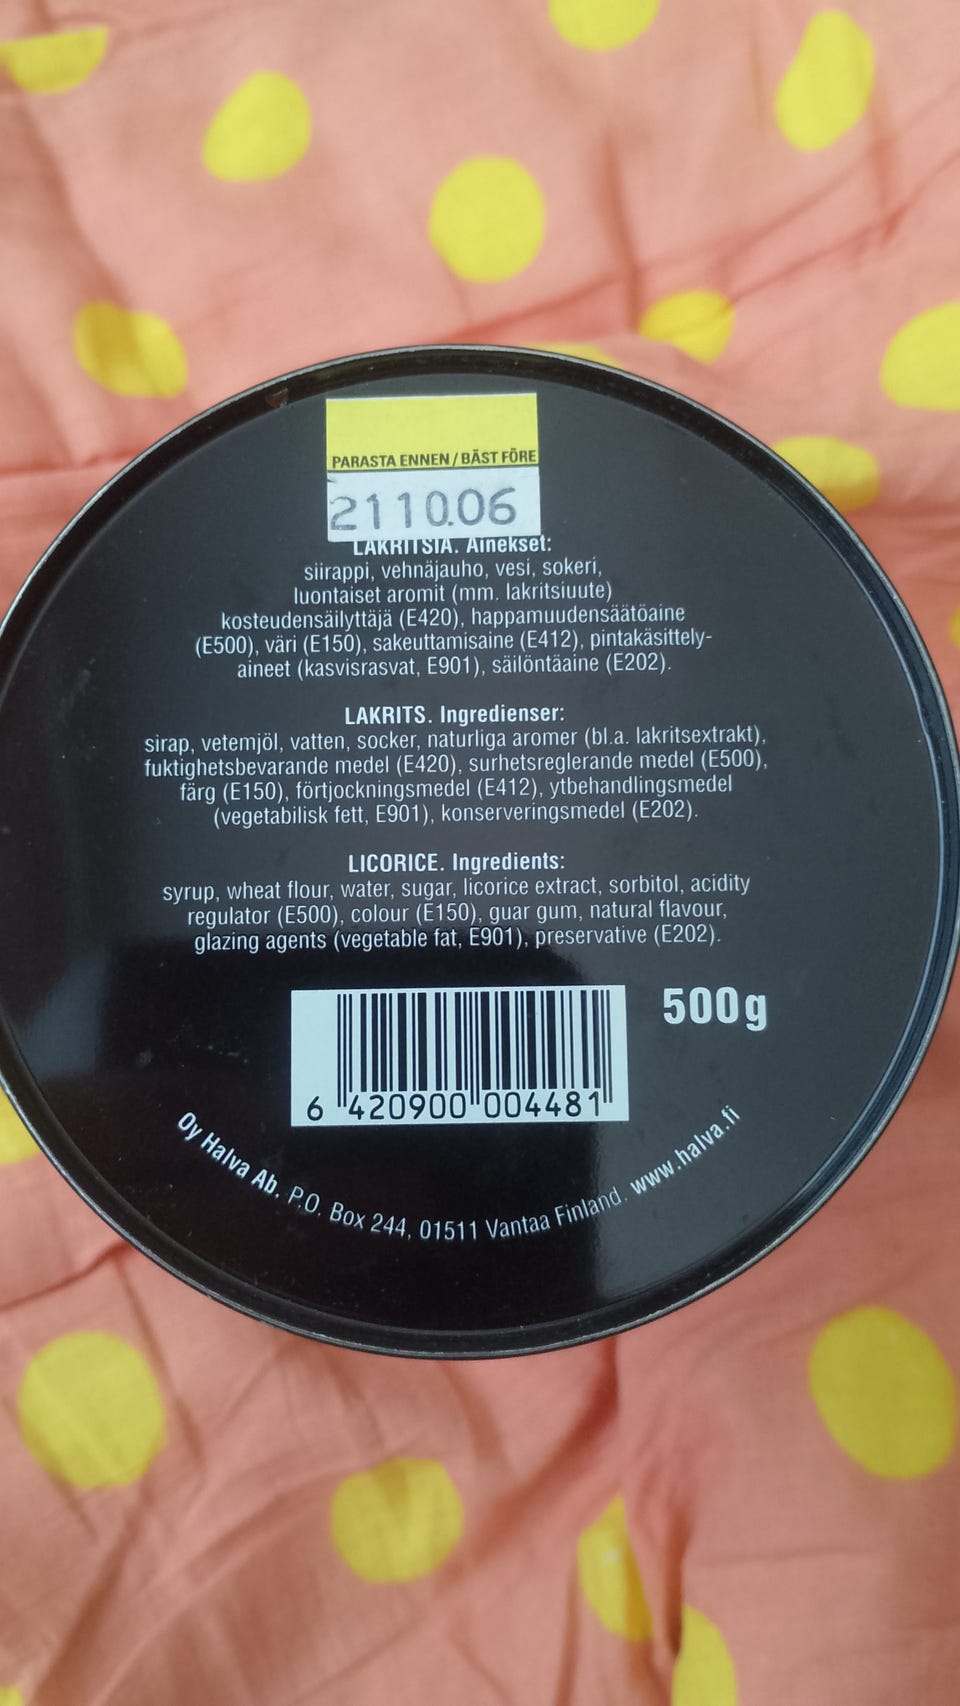 PARASTA ENNEN / BÄST FÖRE
21 10.06
LAKRITSIA. Ainekset:
siirappi, vehnäjauho, vesi, sokeri,
luontaiset aromit (mm. lakritsiuute)
kosteudensäilyttäjä (E420), happamuudensäätöaine
(E500), väri (E150), sakeuttamisaine (E412), pintakäsittely-
aineet (kasvisrasvat, E901), säilöntäaine (E202).
LAKRITS. Ingredienser:
sirap, vetemjöl, vatten, socker, naturliga aromer (bl.a. lakritsextrakt),
fuktighetsbevarande medel (E420), surhetsreglerande medel (E500),
färg (E150), förtjockningsmedel (E412), ytbehandlingsmedel
(vegetabilisk fett, E901), konserveringsmedel (E202).
LICORICE. Ingredients:
syrup, wheat flour, water, sugar, licorice extract, sorbitol, acidity
regulator (E500), colour (E150), guar gum, natural flavour,
glazing agents (vegetable fat, E901), preservative (E202).
500g
6 420900 004481
Oy Halva Ab. P.O. Box 244, 01511 Vantaa Finland. www.halva.fi